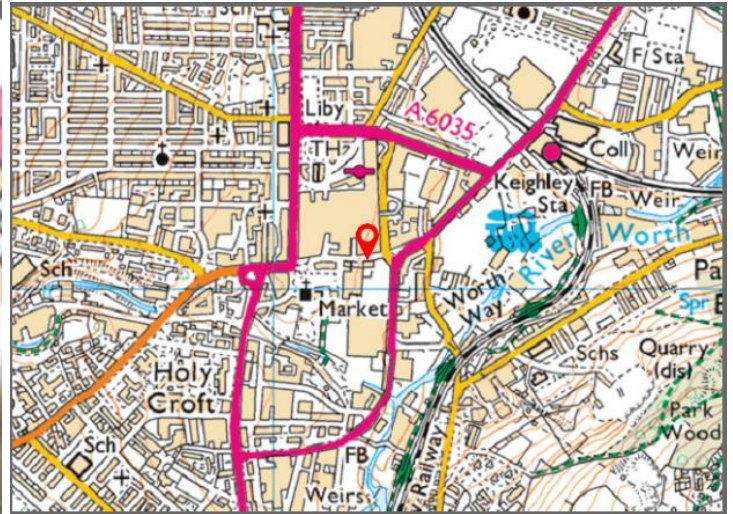 Sch
F Sta
Liby
A 6035
TH
Coll
Weir
Keighley
Sta
FB
Weir
River Worth
Sch
Worth
Way
Pa
Spr
Market
Schs
Quarry
(dis)
Holy
Croft
Park
Wood
Sch
FB
Railway
Weirs